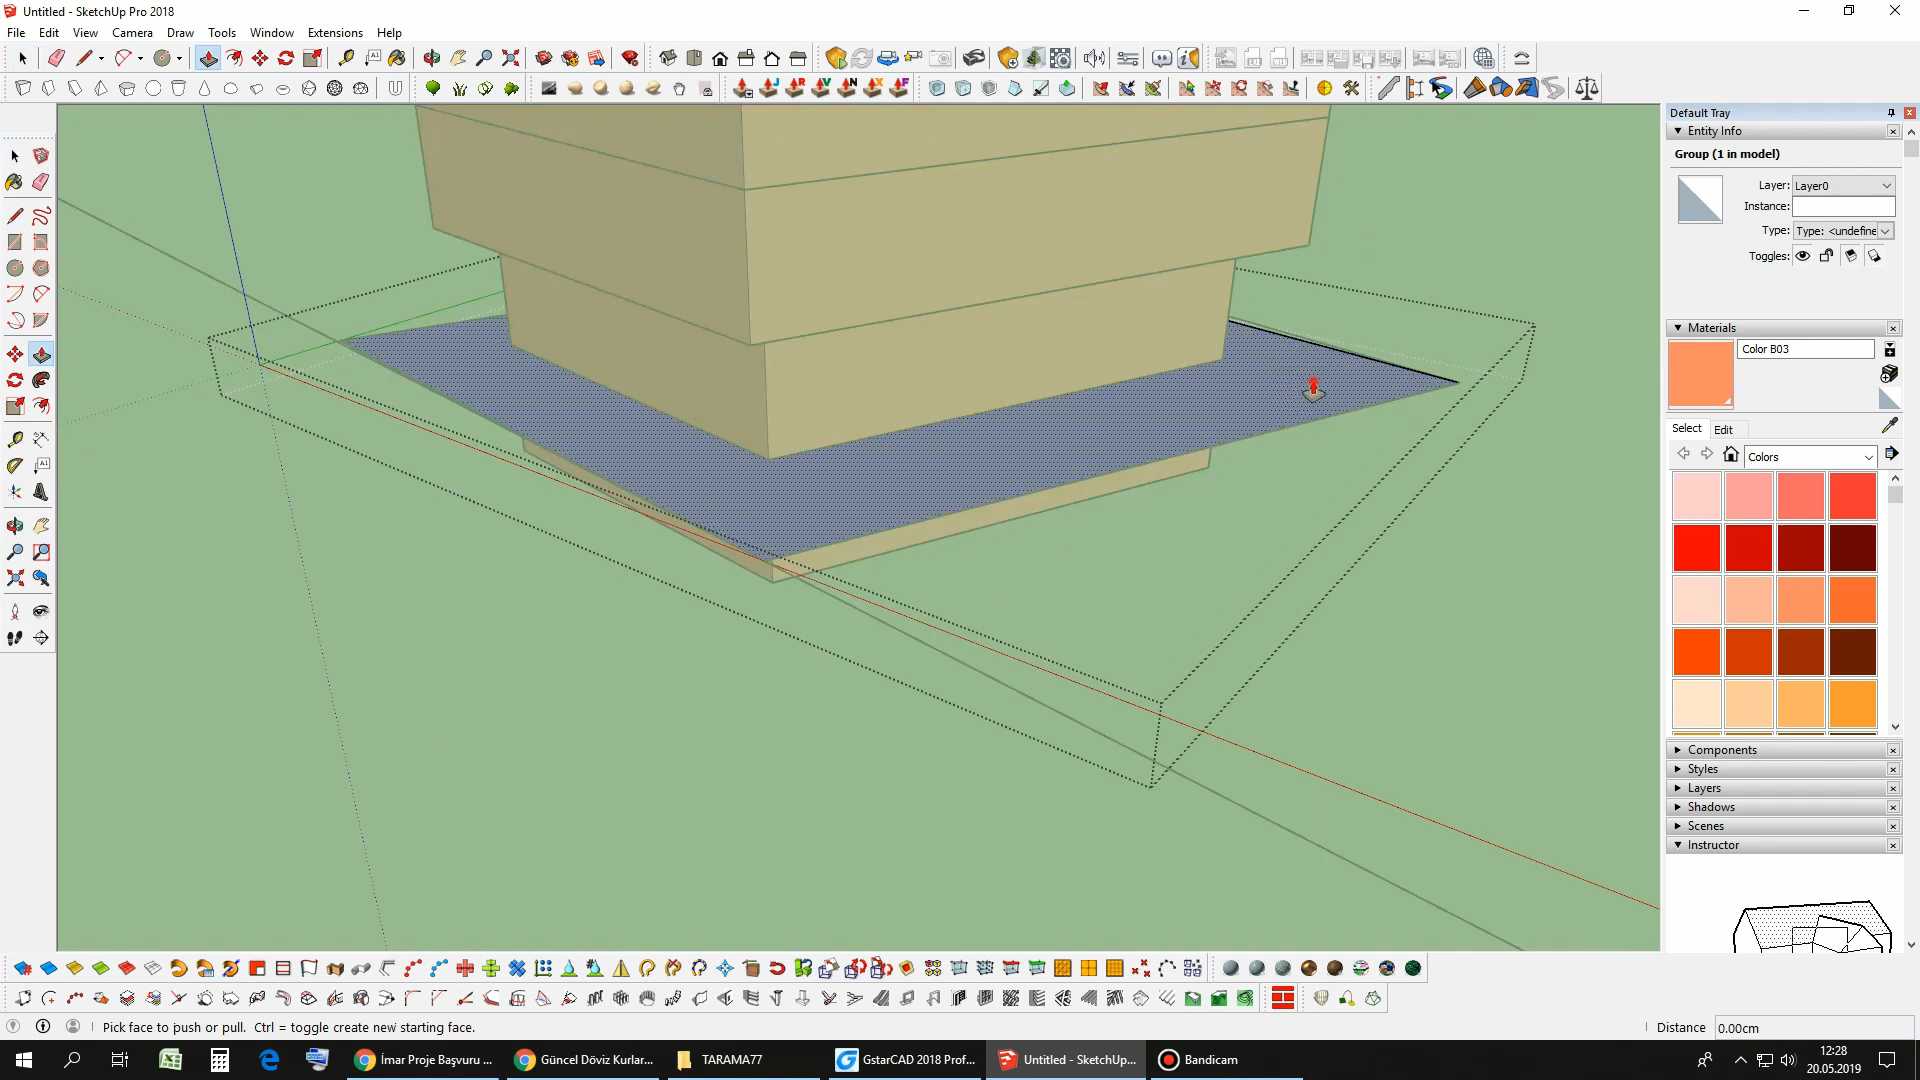 Untitled - SketchUp Pro 2018
File Edit View Camera Draw Tools Window Extensions Help
Default Tray
Entity Info
Group (1 in model)
Layer: Layer0
Instance:
Type: Type: <undefine
Toggles:
Materials
Color B03
Select Edit
Colors
Components
Styles
Layers
Shadows
Scenes
Instructor
Pick face to push or pull. Ctrl = toggle create new starting face.
Distance 0.00cm
İmar Proje Başvuru ...
Güncel Döviz Kurlar...
TARAMA77
GstarCAD 2018 Prof...
Untitled - SketchUp...
Bandicam
12:28
20.05.2019